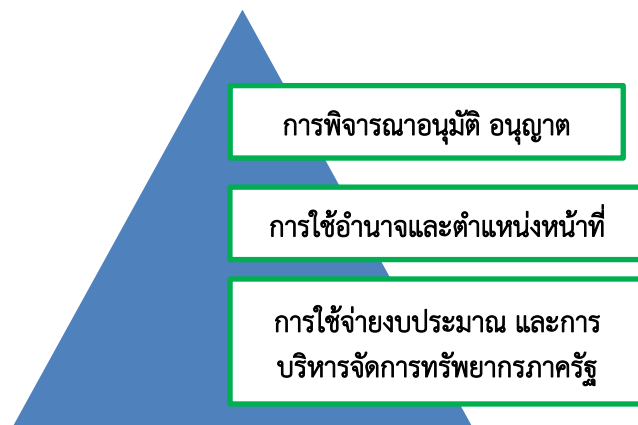 การพิจารณาอนุมัติ อนุญาต
การใช้อำนาจและตำแหน่งหน้าที่
การใช้จ่ายงบประมาณ และการ
บริหารจัดการทรัพยากรภาครัฐ